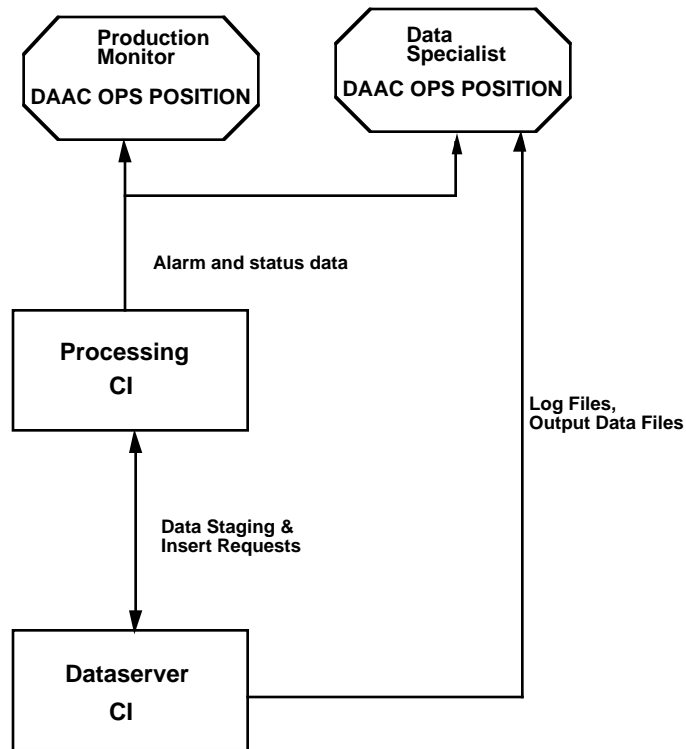 Production
Monitor
DAAC OPS POSITION
Data
Specialist
DAAC OPS POSITION
Alarm and status data
Processing
CI
Log Files,
Output Data Files
Data Staging &
Insert Requests
Dataserver
CI